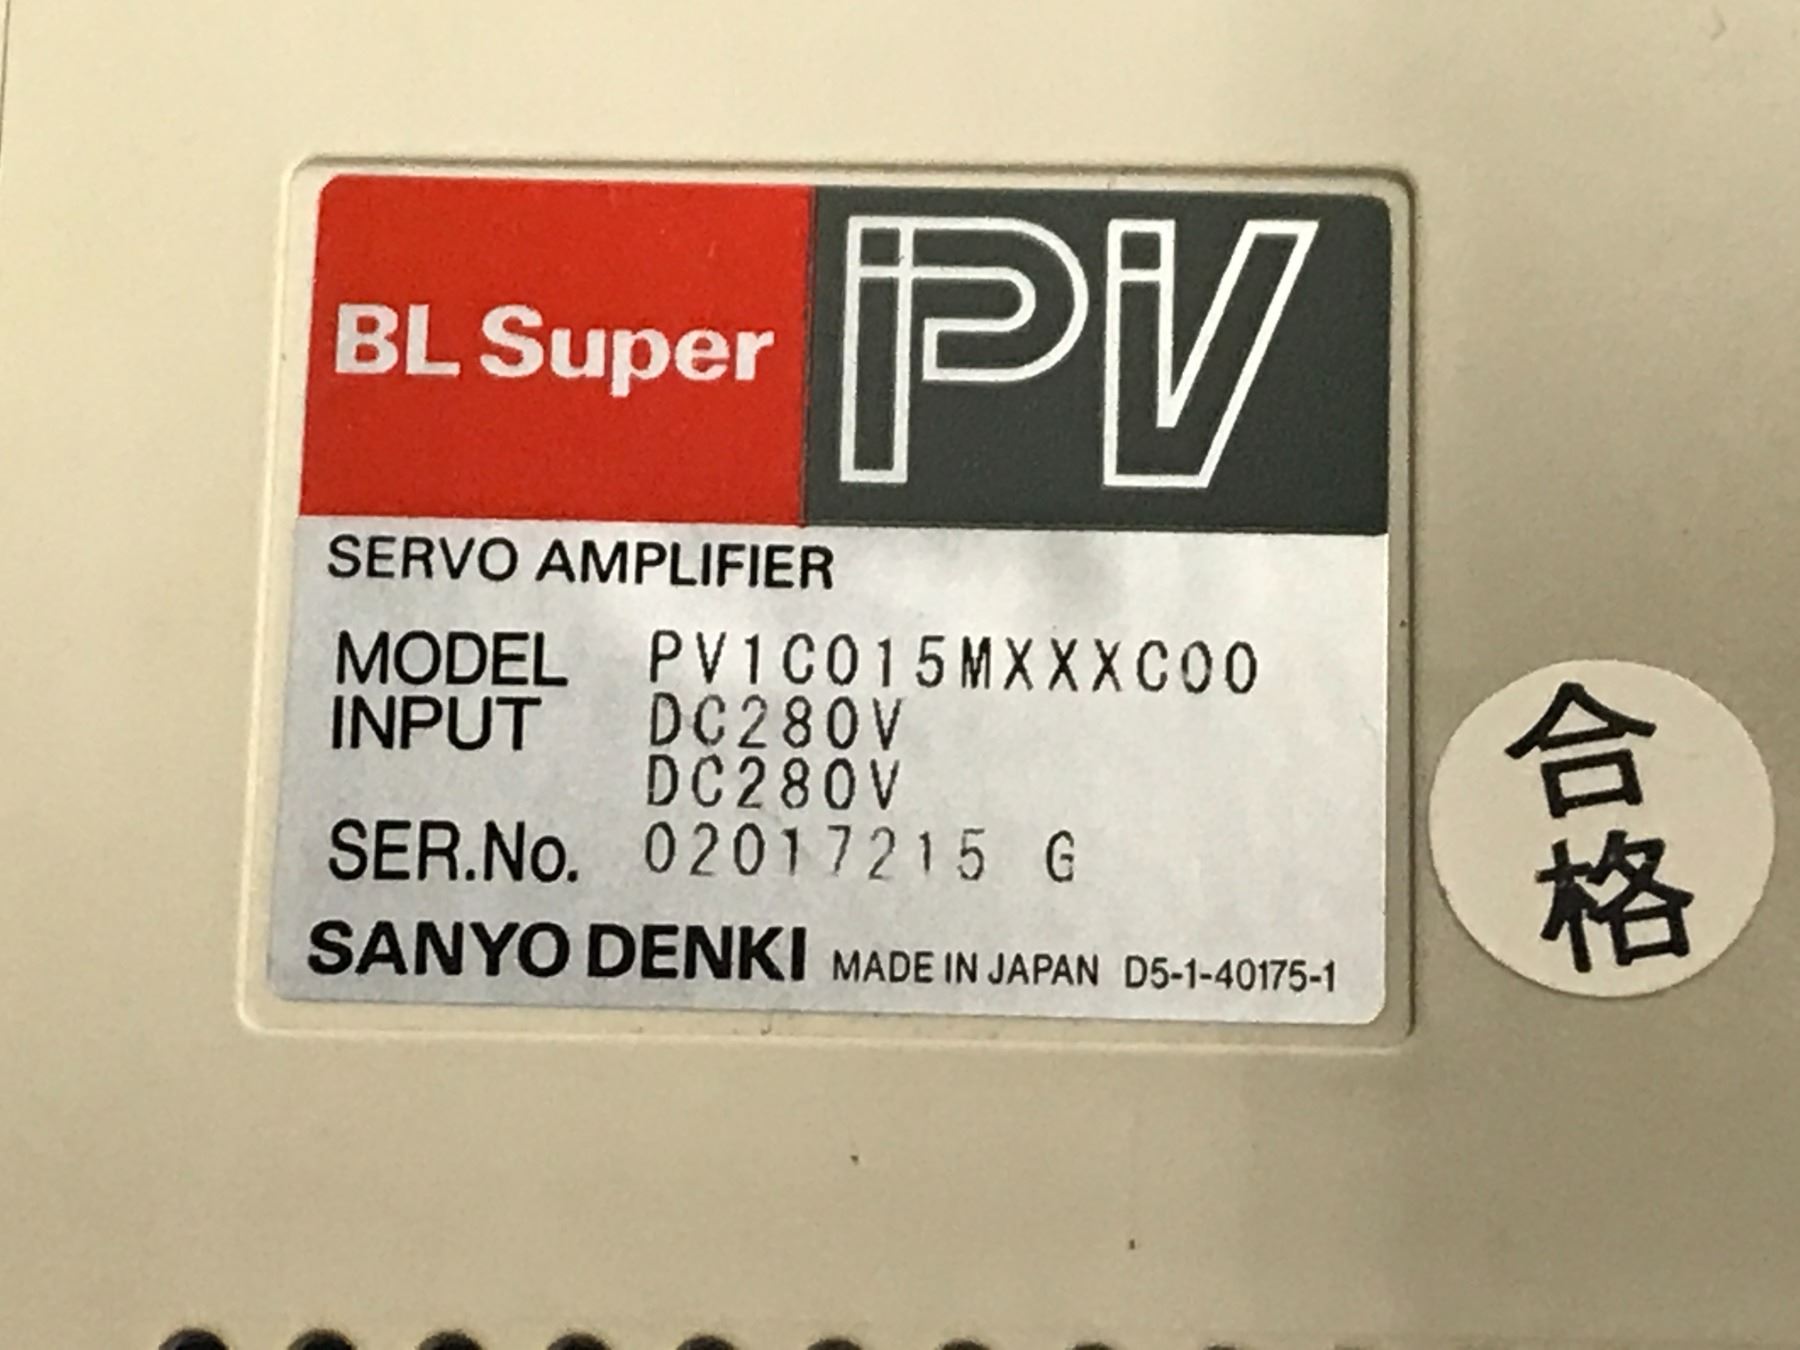 BL Super PV
SERVO AMPLIFIER
MODEL PV1C015MXXXC00
INPUT DC280V
DC280V
SER.No. 02017215 G
SANYO DENKI MADE IN JAPAN D5-1-40175-1
合
格